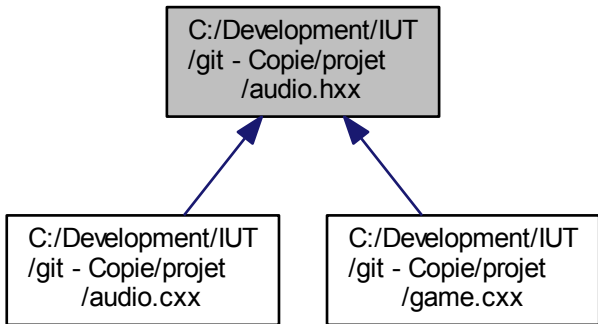 C:/Development/IUT
/git - Copie/projet
/audio.hxx
C:/Development/IUT
/git - Copie/projet
/audio.cxx
C:/Development/IUT
/git - Copie/projet
/game.cxx